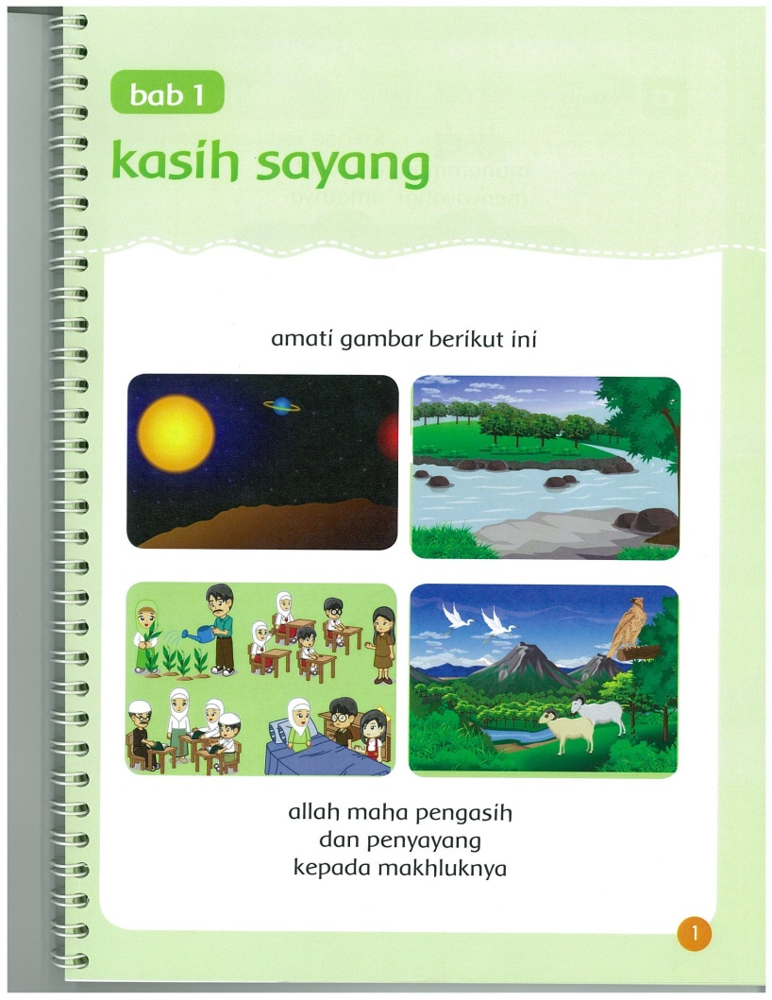 bab 1
kasih sayang
amati gambar berikut ini
allah maha pengasih
dan penyayang
kepada makhluknya
1